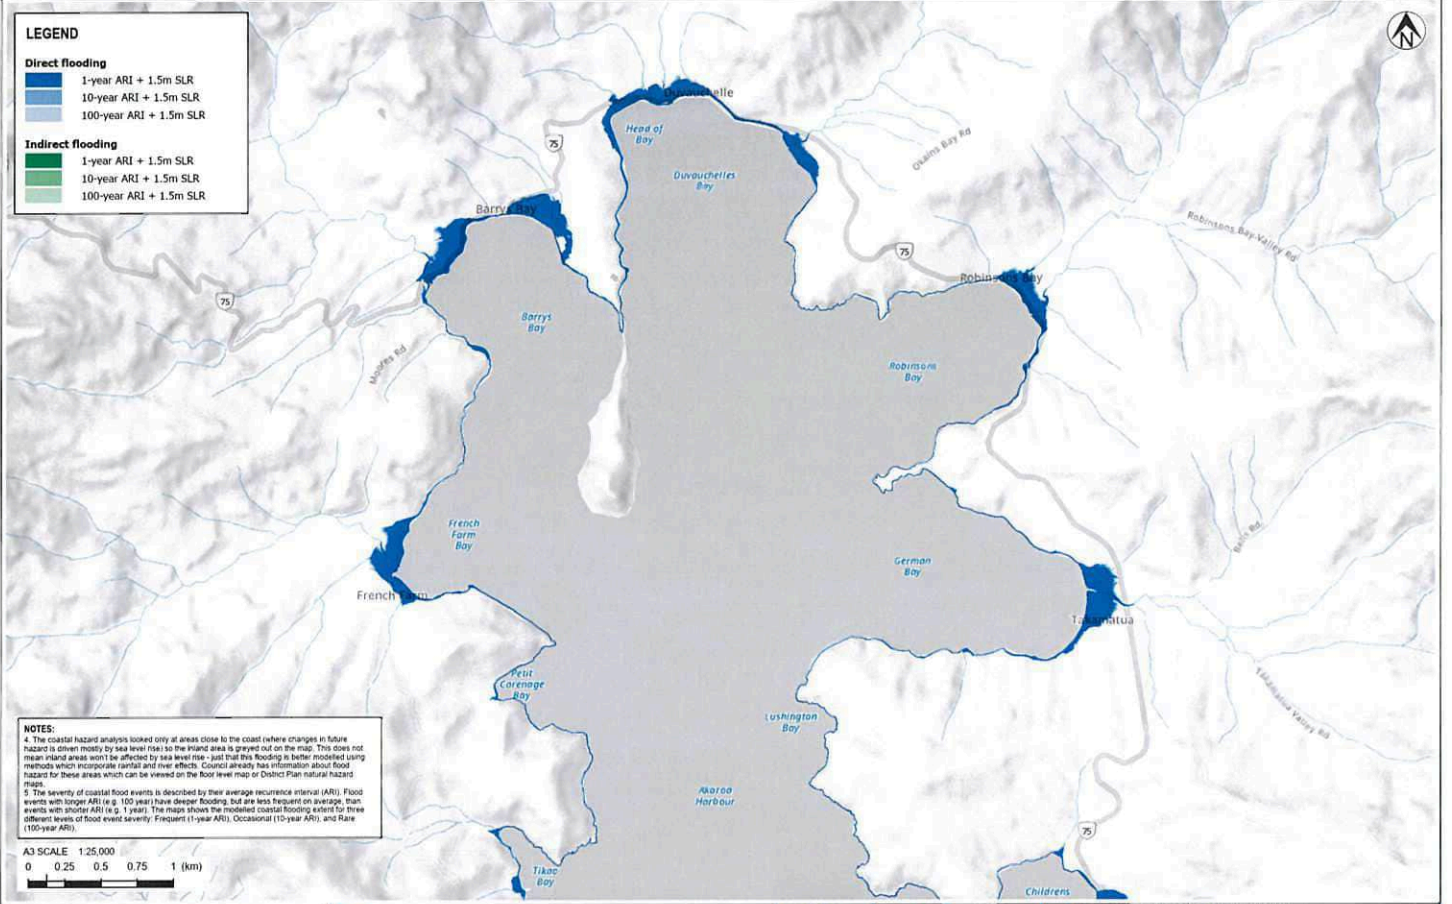 LEGEND
Direct flooding
1-year ARI + 1.5m SLR
10-year ARI + 1.5m SLR
100-year ARI + 1.5m SLR
Indirect flooding
1-year ARI + 1.5m SLR
10-year ARI + 1.5m SLR
100-year ARI + 1.5m SLR
N
Duvauchelle
Head of
Bay
75
Okains Bay Rd
Duvauchelles
Bay
Barrys Bay
Robinsons Bay Valley Rd
75
Robinsons Bay
75
Barrys
Bay
Moores Rd
Robinsons
Bay
French
Farm
Bay
Bells Rd
German
Bay
French Farm
Takamatua
Petit
Carenage
Bay
Takamatua Valley Rd
Lushington
Bay
NOTES:
4. The coastal hazard analysis looked only at areas close to the coast (where changes in future
hazard is driven mostly by sea level rise) so the inland area is greyed out on the map. This does not
mean inland areas won't be affected by sea level rise - just that this flooding is better modelled using
methods which incorporate rainfall and river effects. Council already has information about flood
hazard for these areas which can be viewed on the floor level map or District Plan natural hazard
maps.
5. The severity of coastal flood events is described by their average recurrence interval (ARI). Flood
events with longer ARI (e.g. 100 year) have deeper flooding, but are less frequent on average, than
events with shorter ARI (e.g. 1 year). The maps shows the modelled coastal flooding extent for three
different levels of flood event severity: Frequent (1-year ARI), Occasional (10-year ARI), and Rare
(100-year ARI).
Akaroa
Harbour
75
A3 SCALE 1:25,000
0 0.25 0.5 0.75 1 (km)
Tikao
Bay
Childrens